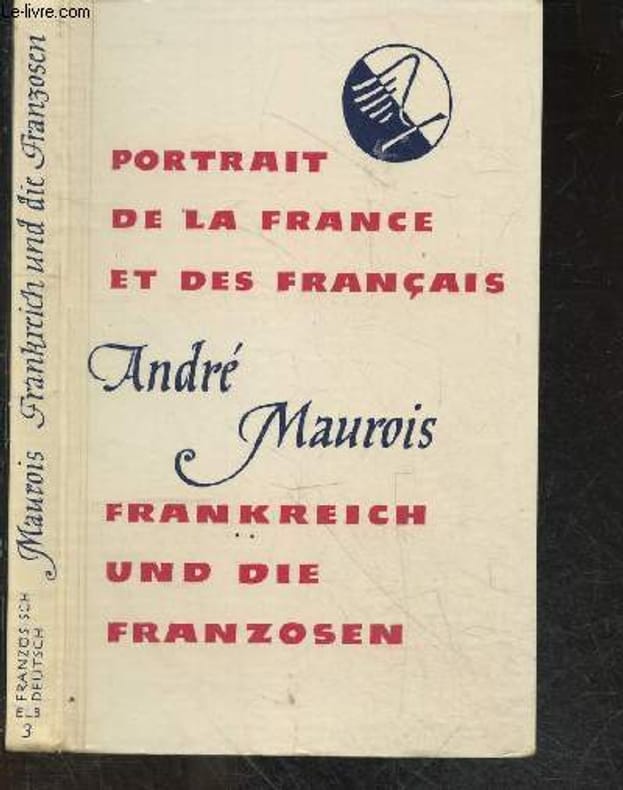 Le-livre.com
PORTRAIT
DE LA FRANCE
ET DES FRANÇAIS
André
Maurois
FRANKREICH
UND DIE
FRANZOSEN
Maurois Frankreich und die Franzosen
FRANZÖSISCH
DEUTSCH
ELB
3